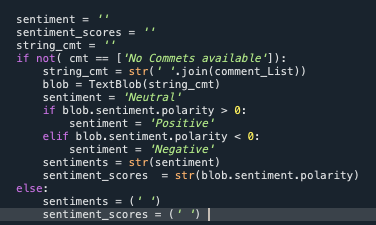 sentiment = ''
sentiment_scores = ''
string_cmt = ''
if not( cmt == ['No Commets available']):
    string_cmt = str(' '.join(comment_List))
    blob = TextBlob(string_cmt)
    sentiment = 'Neutral'
    if blob.sentiment.polarity > 0:
        sentiment = 'Positive'
    elif blob.sentiment.polarity < 0:
        sentiment = 'Negative'
    sentiments = str(sentiment)
    sentiment_scores  = str(blob.sentiment.polarity)
else:
    sentiments = (' ')
    sentiment_scores = (' ')